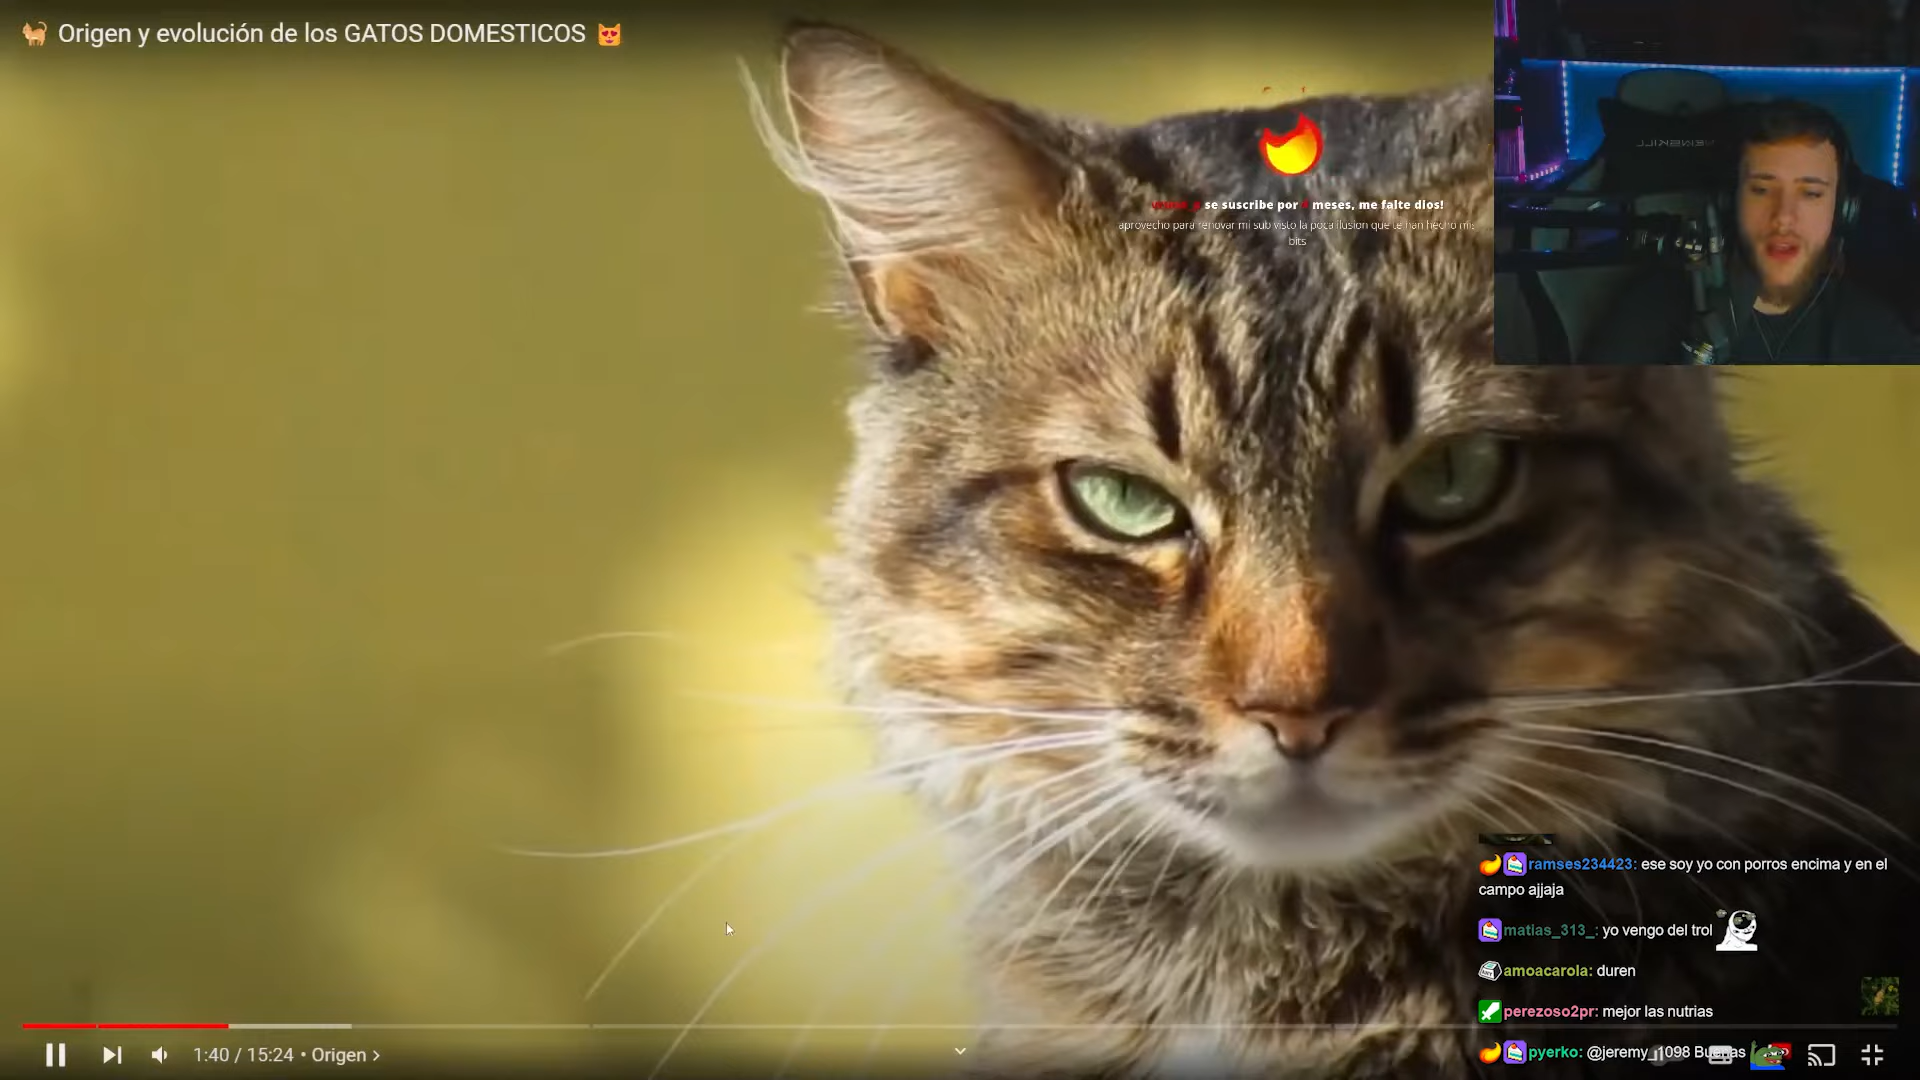 Origen y evolución de los GATOS DOMESTICOS
se suscribe por meses, me falte dios!
aprovecho para renovar mi sub visto la poca ilusion que te han hecho mis
bits
ramses234423: ese soy yo con porros encima y en el
campo ajjaja
matias_313_: yo vengo del trol
amoacarola: duren
perezoso2pr: mejor las nutrias
pyerko: @jeremy_1098 Buenas
1:40 / 15:24 • Origen